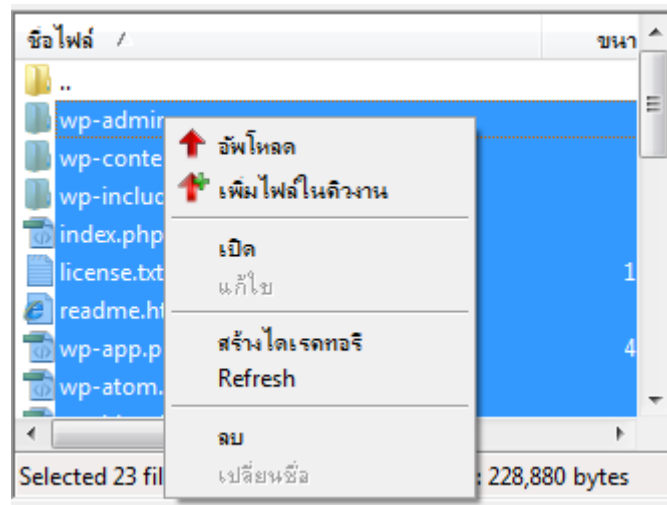 ชื่อไฟล์
ขนา
..
wp-admin
อัพโหลด
wp-conte
เพิ่มไฟล์ในคิวงาน
wp-includ
index.php
เปิด
license.txt
1
แก้ไข
readme.ht
wp-app.p
สร้างไดเรคทอรี
4
wp-atom.
Refresh
ลบ
เปลี่ยนชื่อ
Selected 23 fil
: 228,880 bytes